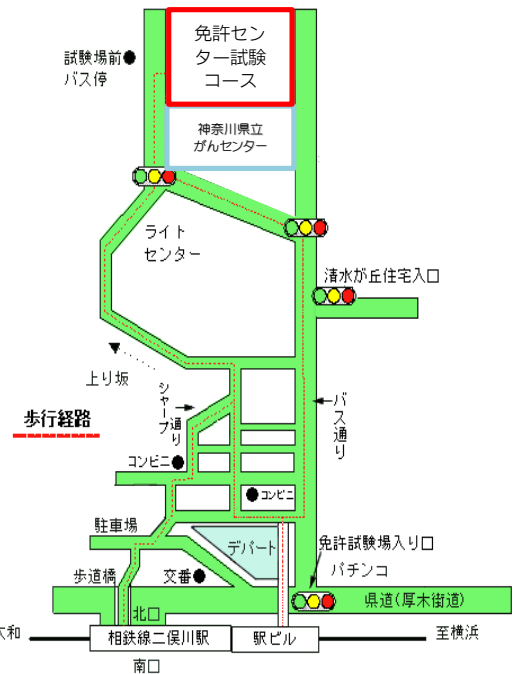 免許セン
ター試験
コース
試験場前
バス停
神奈川県立
がんセンター
ライト
センター
清水が丘住宅入口
上り坂
シャープ通り
バス通り
歩行経路
コンビニ
コンビニ
駐車場
デパート
免許試験場入り口
パチンコ
歩道橋
交番
県道(厚木街道)
北口
大和
相鉄線二俣川駅
駅ビル
至横浜
南口